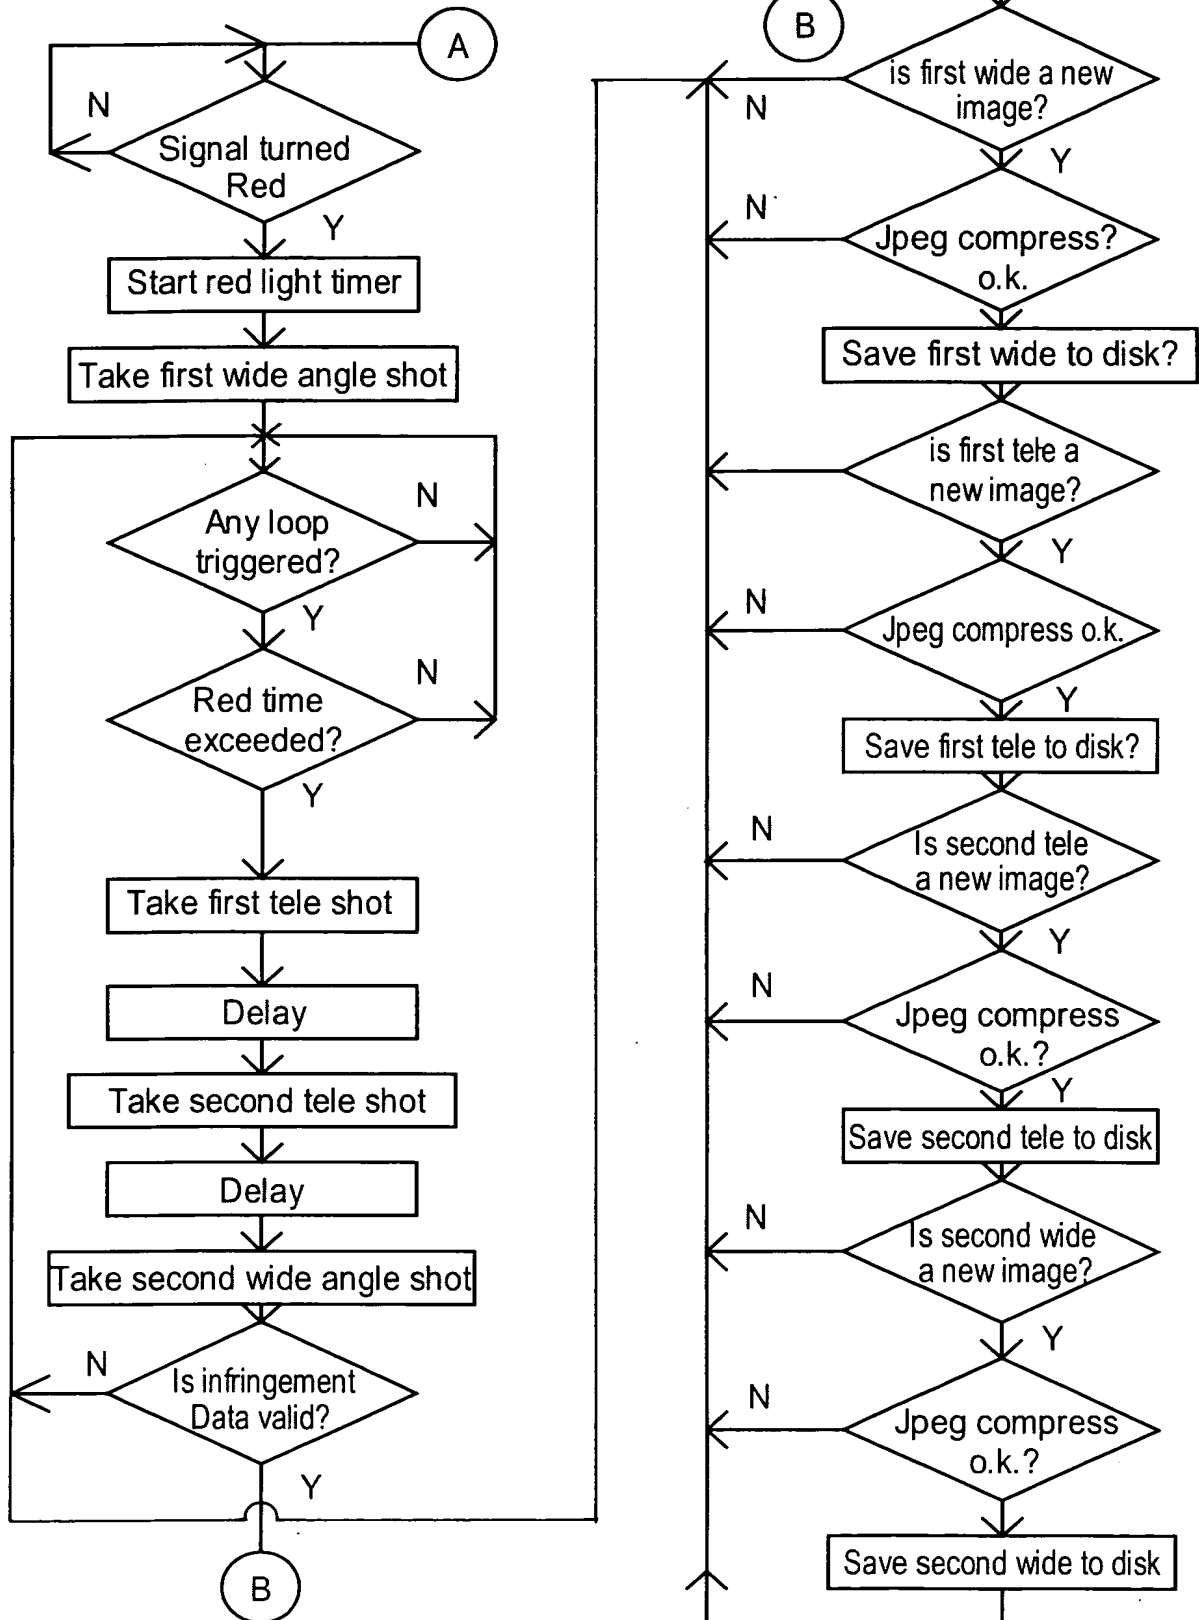 A
N
Signal turned
Red
Y
Start red light timer
Take first wide angle shot
N
Any loop
triggered?
Y
N
Red time
exceeded?
Y
Take first tele shot
Delay
Take second tele shot
Delay
Take second wide angle shot
N
Is infringement
Data valid?
Y
B
B
is first wide a new
image?
N
Y
N
Jpeg compress?
o.k.
Save first wide to disk?
is first tele a
new image?
Y
N
Jpeg compress o.k.
Y
Save first tele to disk?
N
Is second tele
a new image?
Y
N
Jpeg compress
o.k.?
Y
Save second tele to disk
N
Is second wide
a new image?
Y
N
Jpeg compress
o.k.?
Save second wide to disk